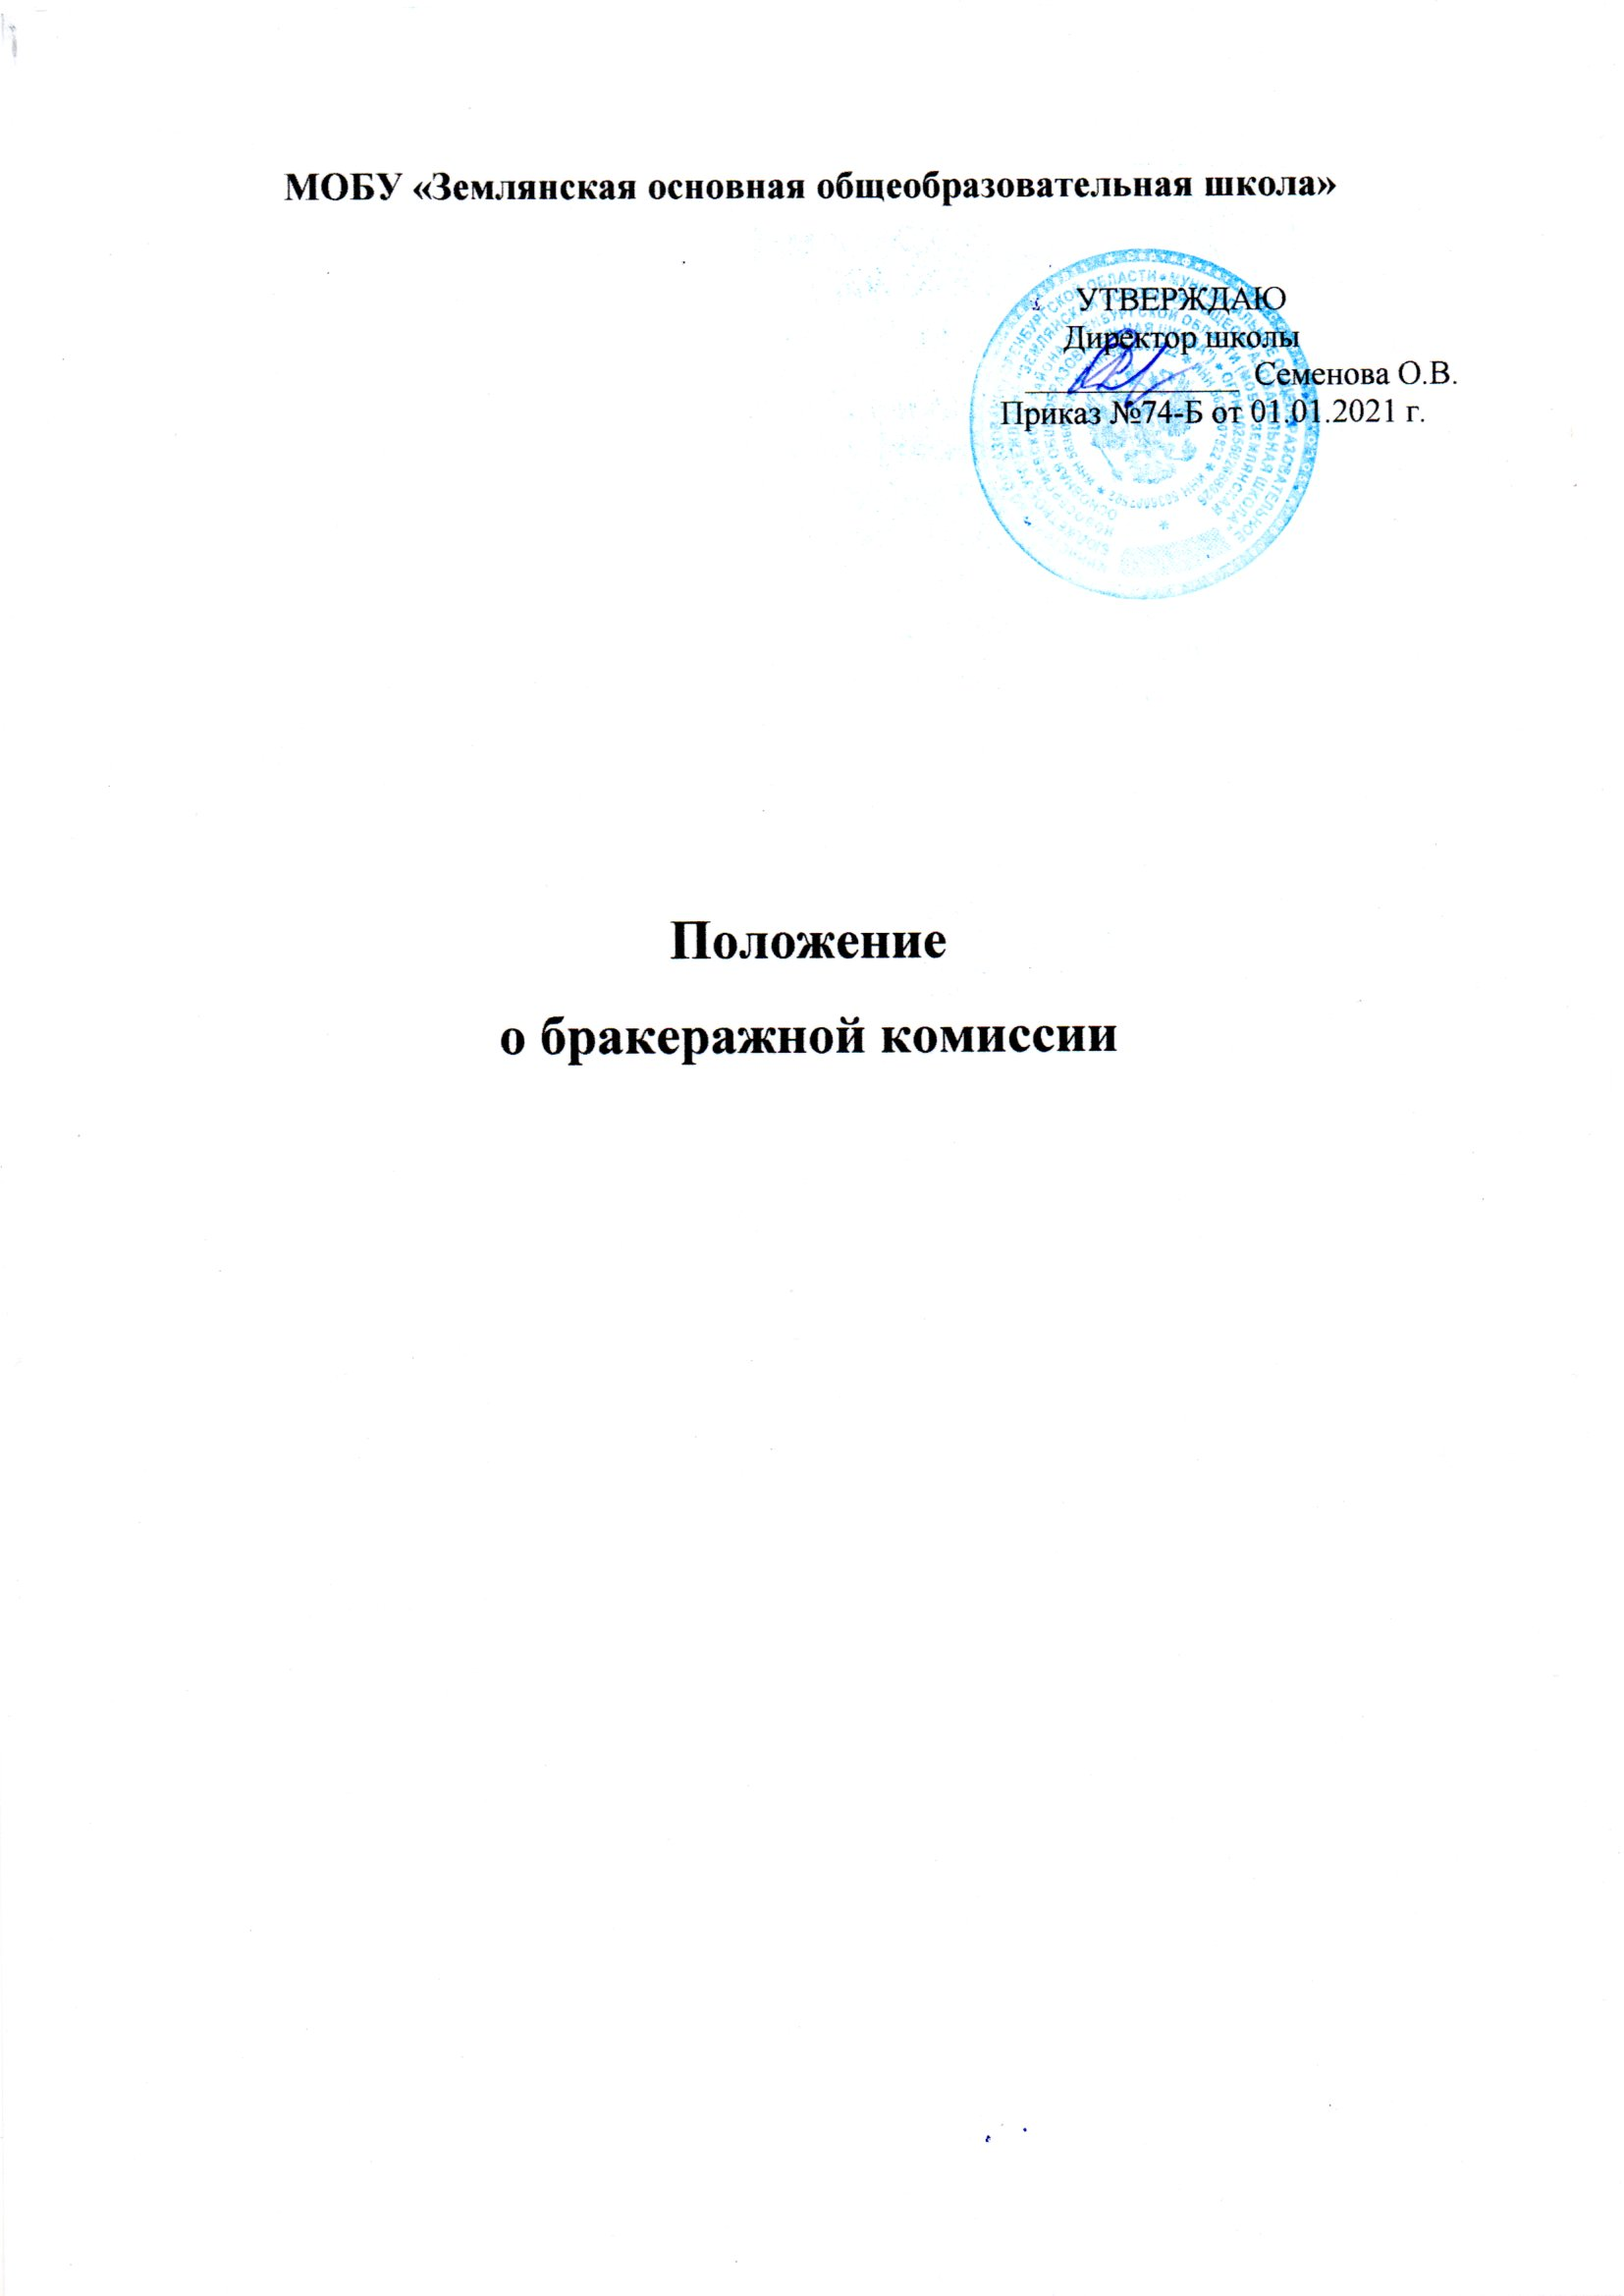 МОБУ «Землянская основная общеобразовательная школа»
УТВЕРЖДАЮ
Директор школы
Семенова О.В.
Приказ №74-Б от 01.01.2021 г.
Положение
о бракеражной комиссии